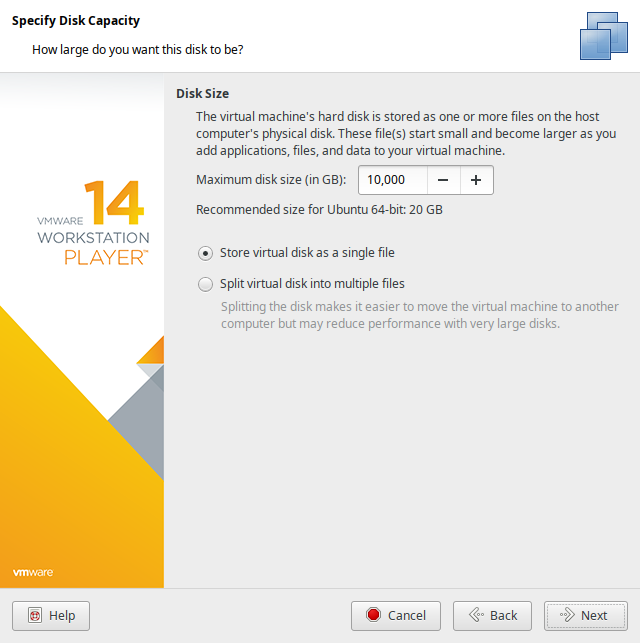 Specify Disk Capacity
How large do you want this disk to be?
VMWARE 14
WORKSTATION
PLAYER™
vmware
Disk Size
The virtual machine's hard disk is stored as one or more files on the host
computer's physical disk. These file(s) start small and become larger as you
add applications, files, and data to your virtual machine.
Maximum disk size (in GB): 10,000 − +
Recommended size for Ubuntu 64-bit: 20 GB
Store virtual disk as a single file
Split virtual disk into multiple files
Splitting the disk makes it easier to move the virtual machine to another
computer but may reduce performance with very large disks.
Help Cancel Back Next